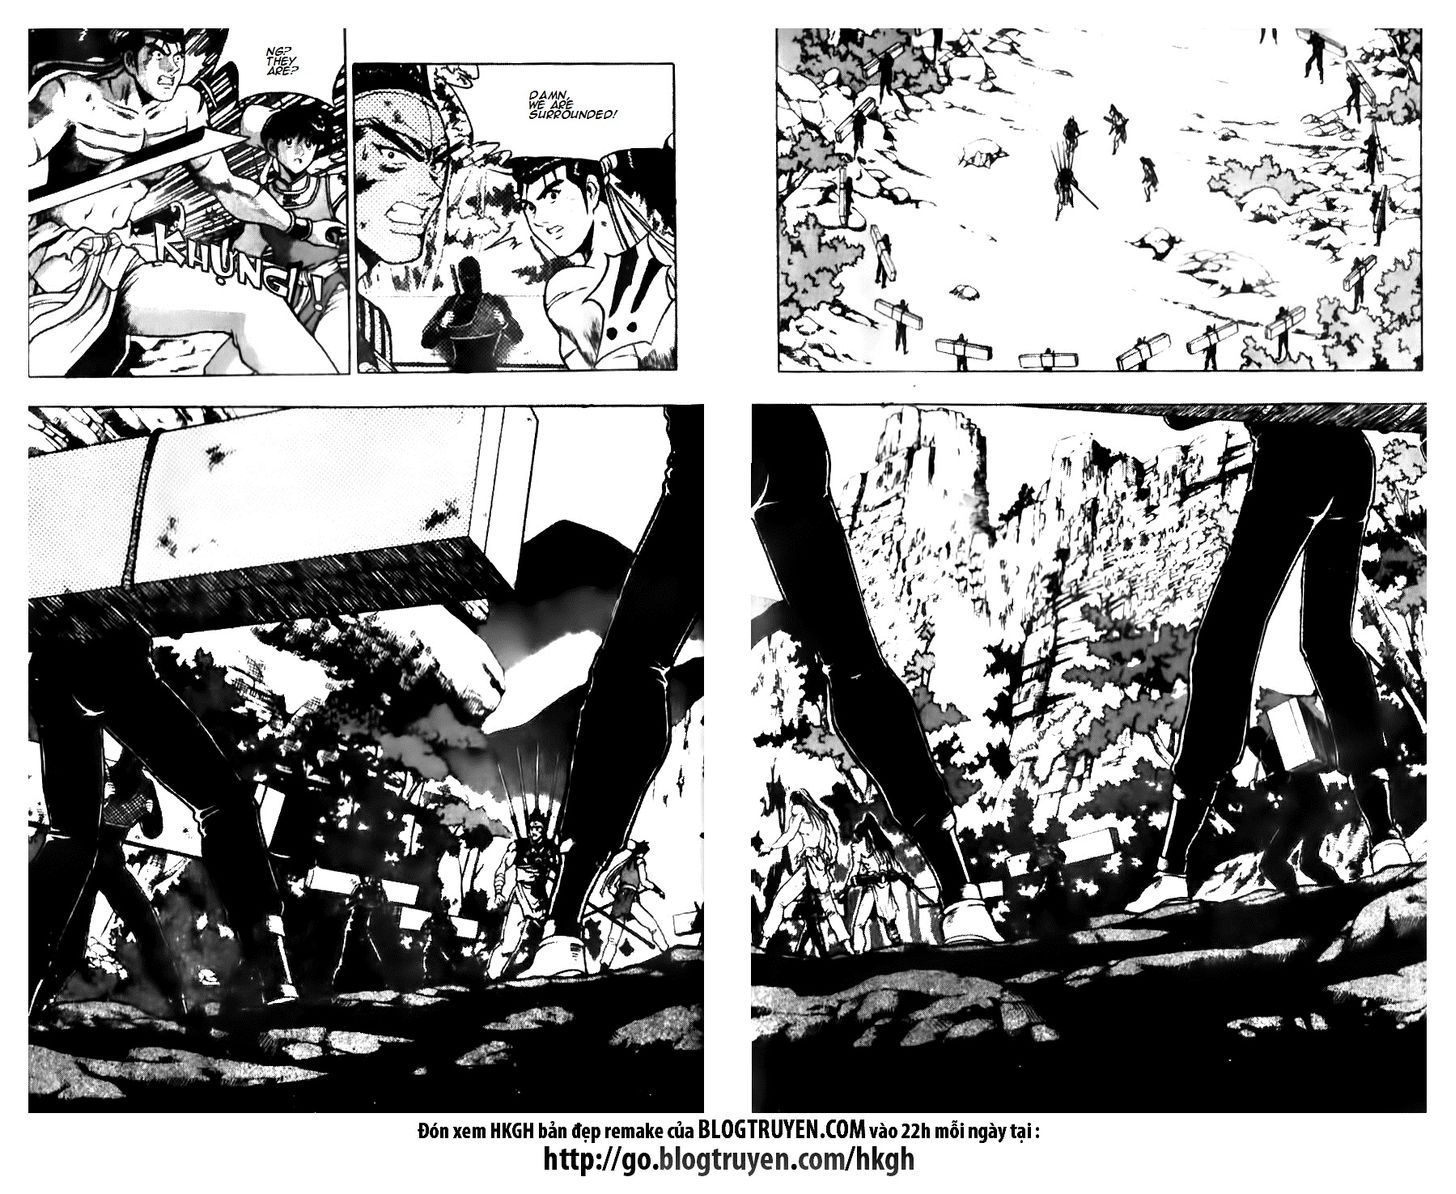 NG?
THEY
ARE?
KHỰNG!
DAMN,
WE ARE
SURROUNDED!
Đón xem HKGH bản đẹp remake của BLOGTRUYEN.COM vào 22h mỗi ngày tại :
http://go.blogtruyen.com/hkgh